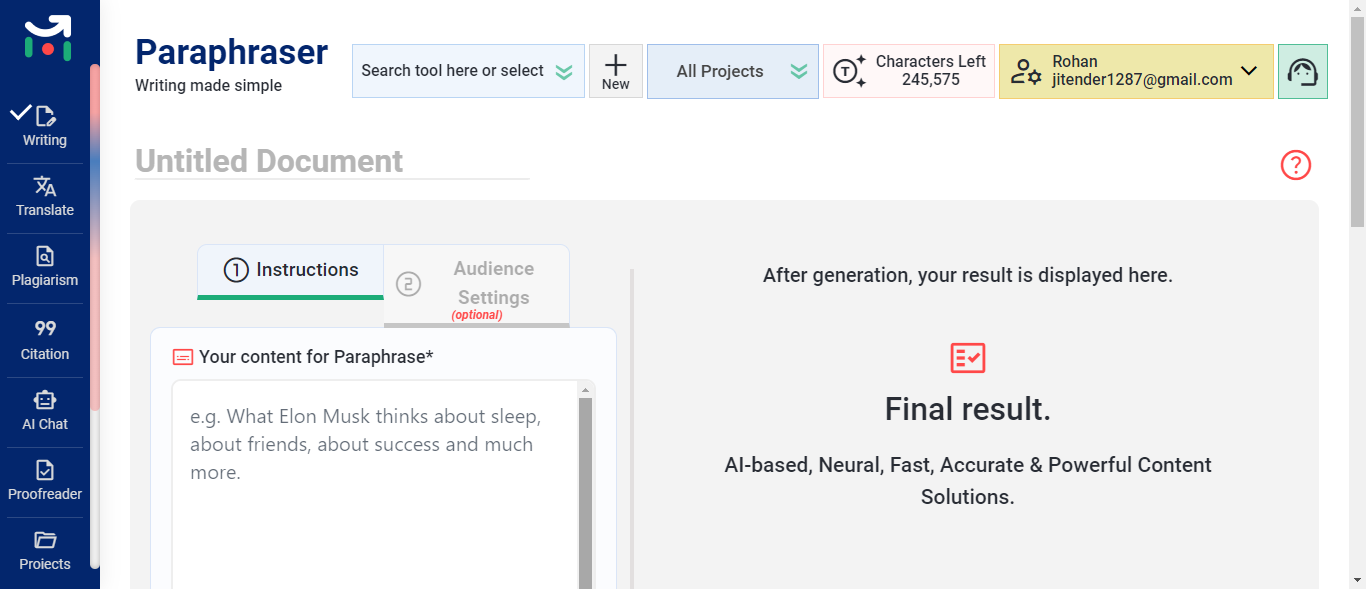 Paraphraser
Writing made simple
Search tool here or select
New
All Projects
Characters Left
245,575
Rohan
jitender1287@gmail.com
Writing
Translate
Plagiarism
Citation
AI Chat
Proofreader
Projects
Untitled Document
?
1 Instructions
2 Audience
Settings
(optional)
Your content for Paraphrase*
e.g. What Elon Musk thinks about sleep,
about friends, about success and much
more.
After generation, your result is displayed here.
Final result.
AI-based, Neural, Fast, Accurate & Powerful Content
Solutions.